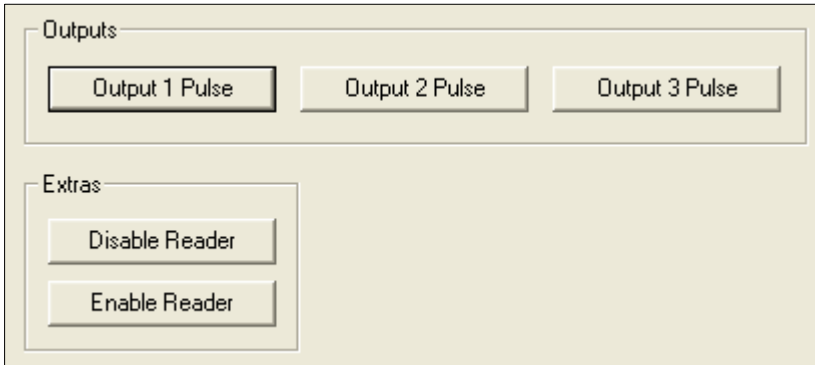 Outputs
Output 1 Pulse Output 2 Pulse Output 3 Pulse
Extras
Disable Reader
Enable Reader